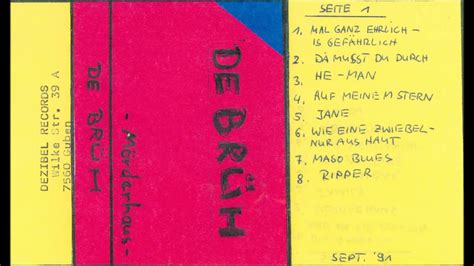 DEZIBEL RECORDS
Wilke Str. 39 A
7560 Guben
DE BRÜH
- Mörderhaus -
DE BRÜH
SEITE 1
1. MAL GANZ EHRLICH -
IS GEFÄHRLICH
2. DA MUSST DU DURCH
3. HE-MAN
4. AUF MEINEM STERN
5. JANE
6. WIE EINE ZWIEBEL-
NUR AUS HAUT
7. MAGO BLUES
8. RIPPER
SEPT. '91